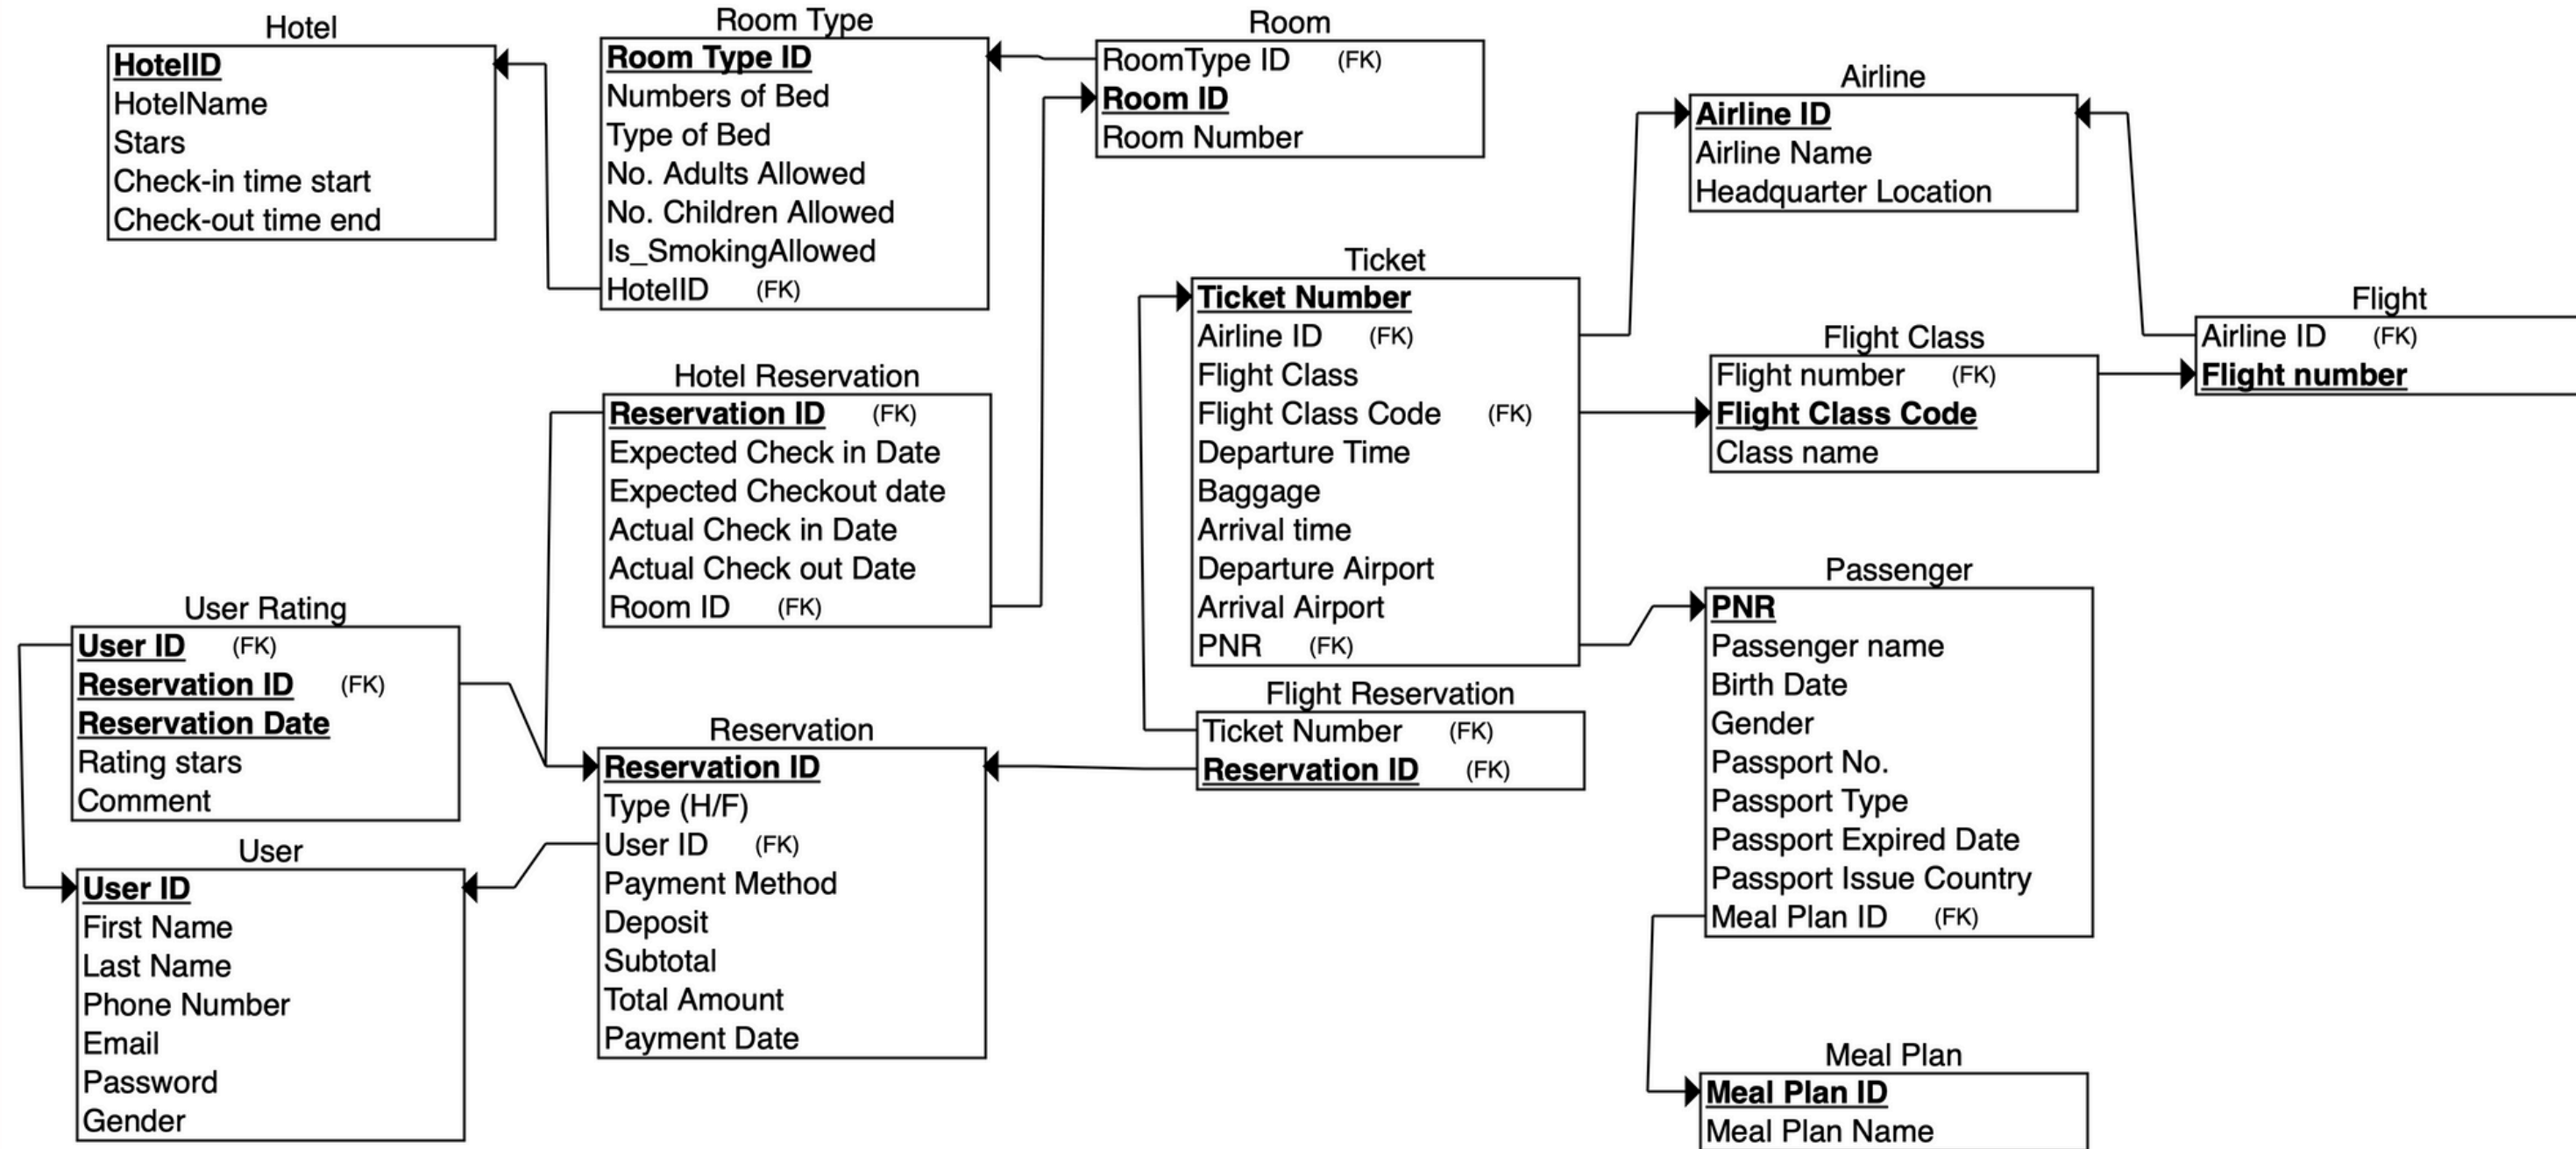 Hotel
HotelID
HotelName
Stars
Check-in time start
Check-out time end
Room Type
Room Type ID
Numbers of Bed
Type of Bed
No. Adults Allowed
No. Children Allowed
Is_SmokingAllowed
HotelID (FK)
Room
RoomType ID (FK)
Room ID
Room Number
Airline
Airline ID
Airline Name
Headquarter Location
Ticket
Ticket Number
Airline ID (FK)
Flight Class
Flight Class Code (FK)
Departure Time
Baggage
Arrival time
Departure Airport
Arrival Airport
PNR (FK)
Flight Class
Flight number (FK)
Flight Class Code
Class name
Flight
Airline ID (FK)
Flight number
Hotel Reservation
Reservation ID (FK)
Expected Check in Date
Expected Checkout date
Actual Check in Date
Actual Check out Date
Room ID (FK)
User Rating
User ID (FK)
Reservation ID (FK)
Reservation Date
Rating stars
Comment
Passenger
PNR
Passenger name
Birth Date
Gender
Passport No.
Passport Type
Passport Expired Date
Passport Issue Country
Meal Plan ID (FK)
Flight Reservation
Ticket Number (FK)
Reservation ID (FK)
Reservation
Reservation ID
Type (H/F)
User ID (FK)
Payment Method
Deposit
Subtotal
Total Amount
Payment Date
User
User ID
First Name
Last Name
Phone Number
Email
Password
Gender
Meal Plan
Meal Plan ID
Meal Plan Name